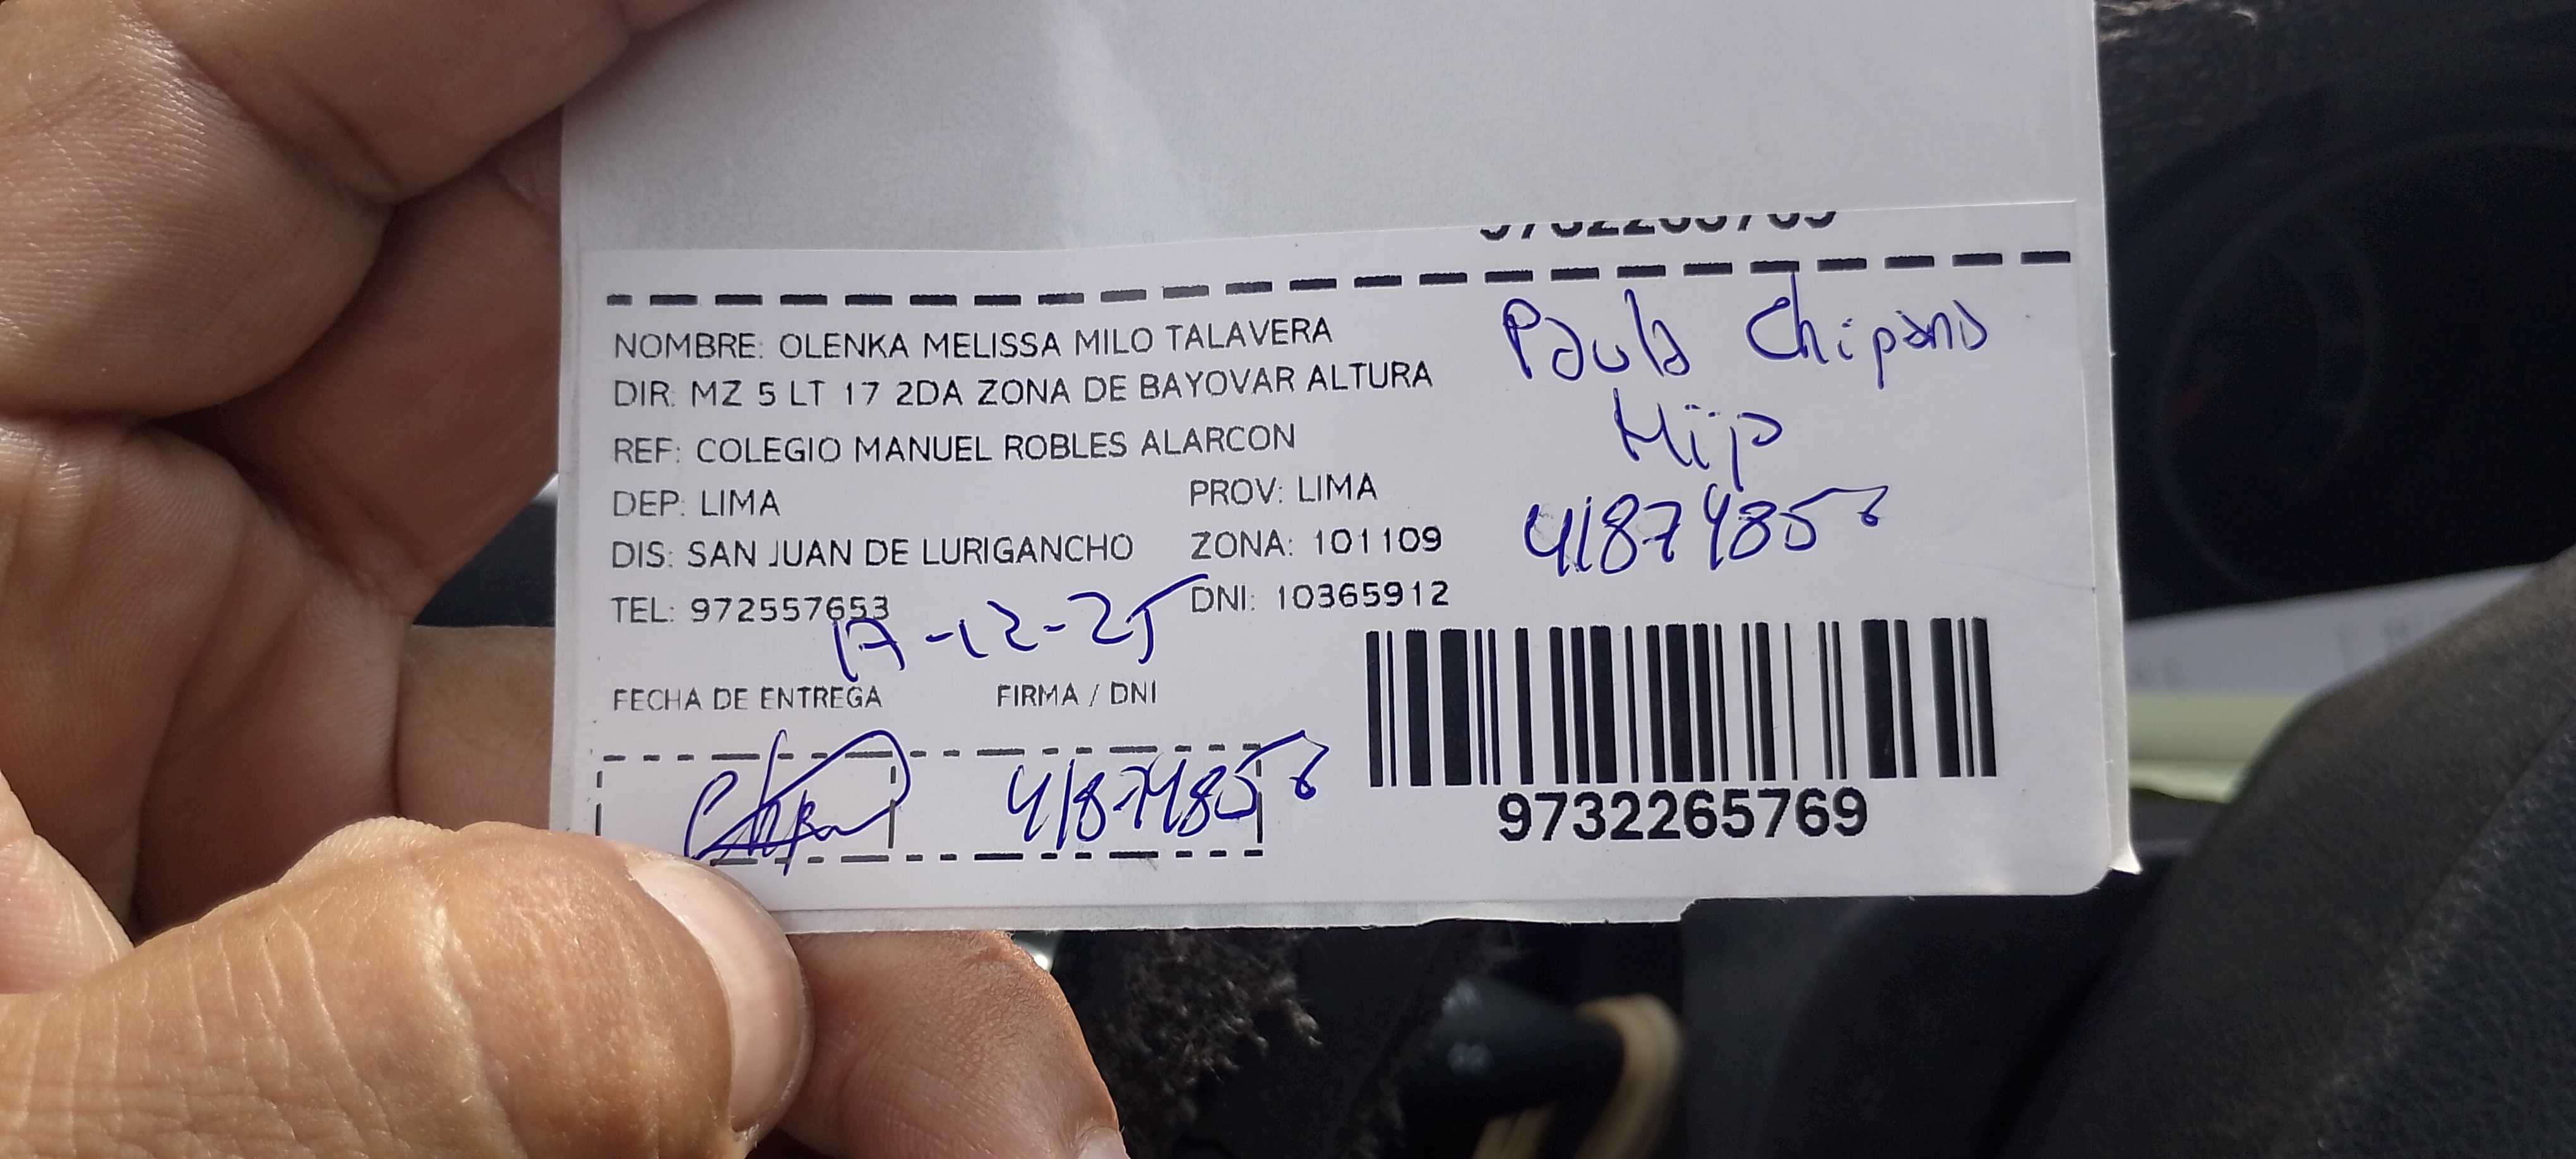 NOMBRE: OLENKA MELISSA MILO TALAVERA
DIR: MZ 5 LT 17 2DA ZONA DE BAYOVAR ALTURA
REF: COLEGIO MANUEL ROBLES ALARCON
DEP: LIMA PROV: LIMA
DIS: SAN JUAN DE LURIGANCHO ZONA: 101109
TEL: 972557653 DNI: 10365912
17-12-25
FECHA DE ENTREGA FIRMA / DNI
41874856
Paula Chipana
41874856
9732265769